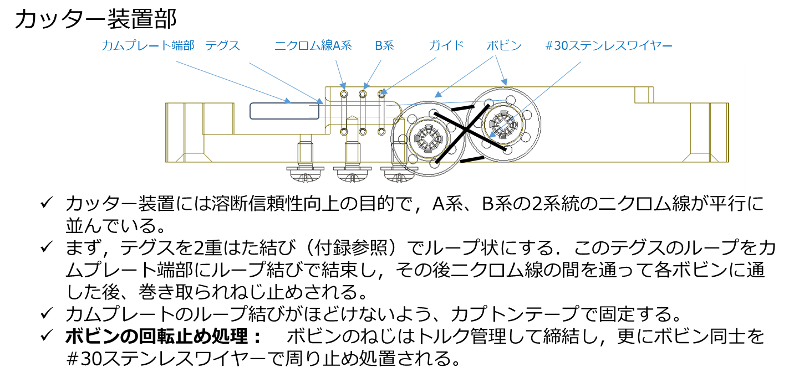 カッター装置部
カムプレート端部 テグス ニクロム線A系 B系 ガイド ボビン #30ステンレスワイヤー
✓ カッター装置には溶断信頼性向上の目的で，A系、B系の2系統のニクロム線が平行に
並んでいる。
✓ まず，テグスを2重はた結び（付録参照）でループ状にする．このテグスのループをカ
ムプレート端部にループ結びで結束し，その後ニクロム線の間を通って各ボビンに通
した後、巻き取られねじ止めされる。
✓ カムプレートのループ結びがほどけないよう、カプトンテープで固定する。
✓ ボビンの回転止め処理： ボビンのねじはトルク管理して締結し，更にボビン同士を
#30ステンレスワイヤーで周り止め処置される。